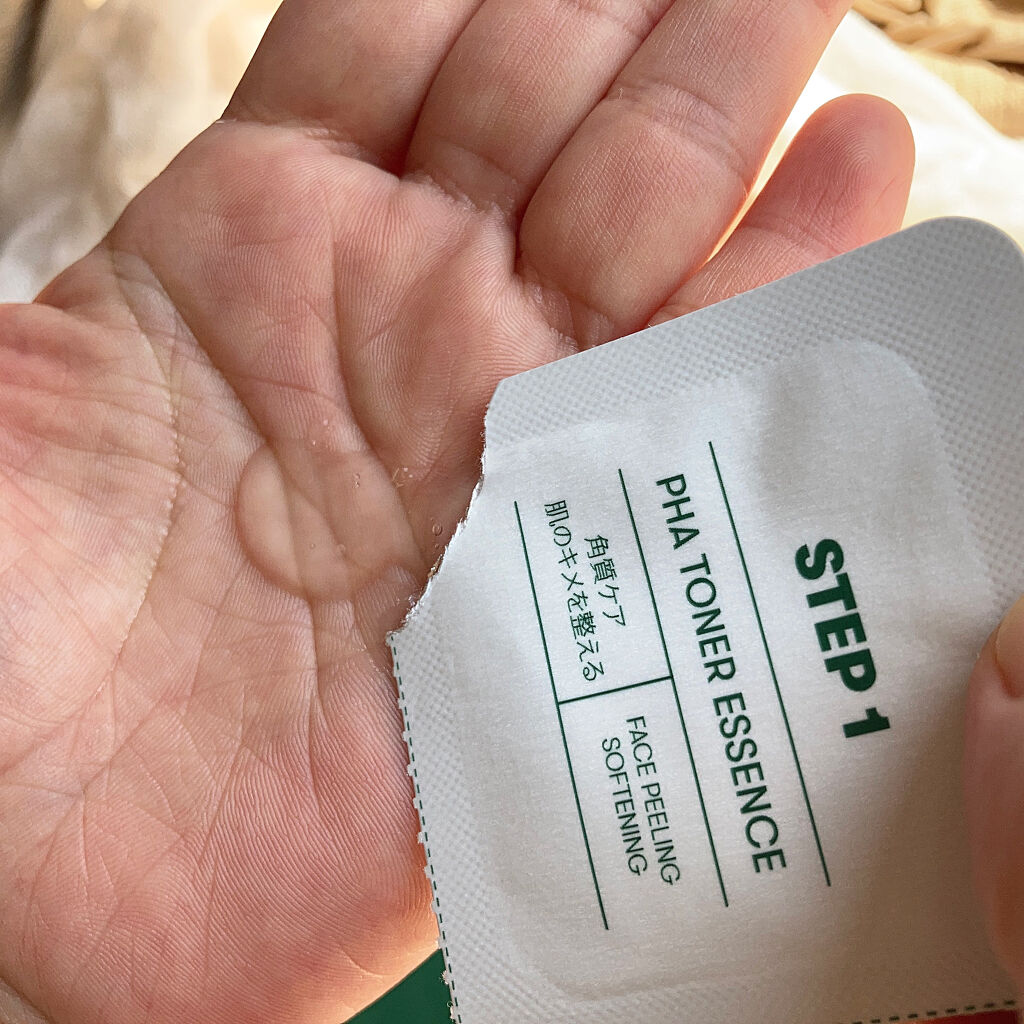 STEP 1
PHA TONER ESSENCE
角質ケア
肌のキメを整える
FACE PEELING
SOFTENING